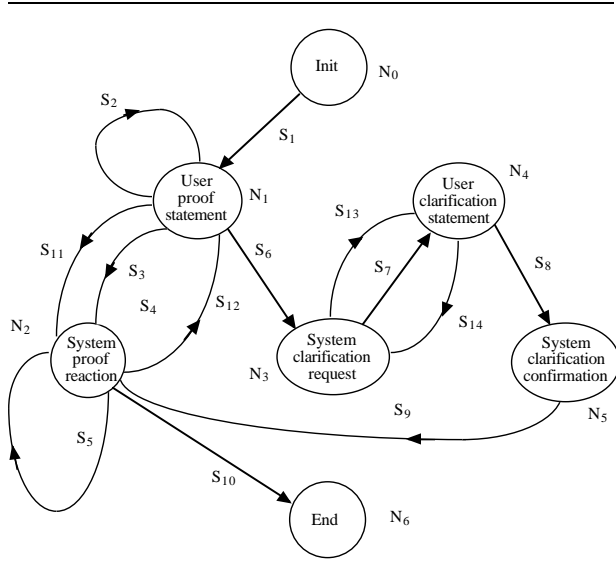 Init
N0
S2
S1
User
proof
statement
N1
User
clarification
statement
N4
S13
S11
S6
S7
S8
S3
S4
S12
S14
N2
System
proof
reaction
System
clarification
request
N3
System
clarification
confirmation
N5
S9
S5
S10
End
N6